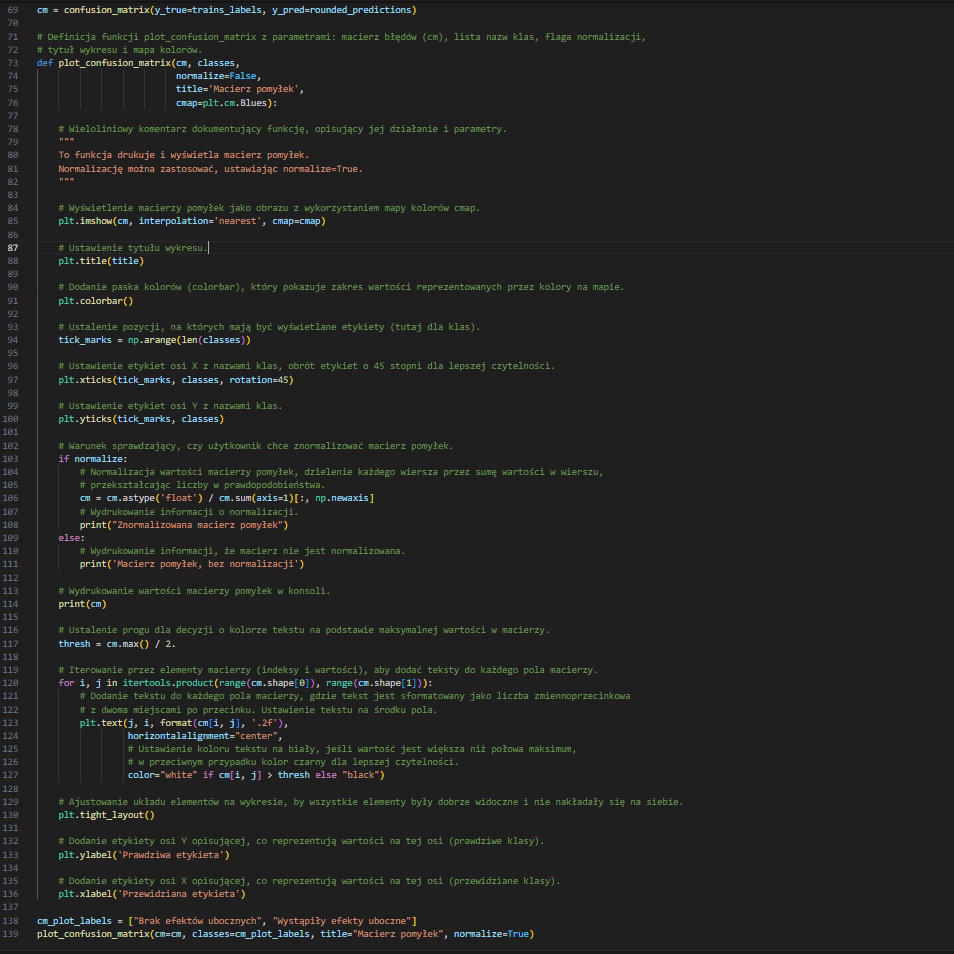 69 cm = confusion_matrix(y_true=trains_labels, y_pred=rounded_predictions)
70
71 # Definicja funkcji plot_confusion_matrix z parametrami: macierz błędów (cm), lista nazw klas, flaga normalizacji,
72 # tytuł wykresu i mapa kolorów.
73 def plot_confusion_matrix(cm, classes,
74 normalize=False,
75 title='Macierz pomyłek',
76 cmap=plt.cm.Blues):
77
78 # Wieloliniowy komentarz dokumentujący funkcję, opisujący jej działanie i parametry.
79 """
80 To funkcja drukuje i wyświetla macierz pomyłek.
81 Normalizację można zastosować, ustawiając normalize=True.
82 """
83
84 # Wyświetlenie macierzy pomyłek jako obrazu z wykorzystaniem mapy kolorów cmap.
85 plt.imshow(cm, interpolation='nearest', cmap=cmap)
86
87 # Ustawienie tytułu wykresu.
88 plt.title(title)
89
90 # Dodanie paska kolorów (colorbar), który pokazuje zakres wartości reprezentowanych przez kolory na mapie.
91 plt.colorbar()
92
93 # Ustalenie pozycji, na których mają być wyświetlane etykiety (tutaj dla klas).
94 tick_marks = np.arange(len(classes))
95
96 # Ustawienie etykiet osi X z nazwami klas, obrót etykiet o 45 stopni dla lepszej czytelności.
97 plt.xticks(tick_marks, classes, rotation=45)
98
99 # Ustawienie etykiet osi Y z nazwami klas.
100 plt.yticks(tick_marks, classes)
101
102 # Warunek sprawdzający, czy użytkownik chce znormalizować macierz pomyłek.
103 if normalize:
104 # Normalizacja wartości macierzy pomyłek, dzielenie każdego wiersza przez sumę wartości w wierszu,
105 # przekształcając liczby w prawdopodobieństwa.
106 cm = cm.astype('float') / cm.sum(axis=1)[:, np.newaxis]
107 # Wydrukowanie informacji o normalizacji.
108 print("Znormalizowana macierz pomyłek")
109 else:
110 # Wydrukowanie informacji, że macierz nie jest normalizowana.
111 print('Macierz pomyłek, bez normalizacji')
112
113 # Wydrukowanie wartości macierzy pomyłek w konsoli.
114 print(cm)
115
116 # Ustalenie progu dla decyzji o kolorze tekstu na podstawie maksymalnej wartości w macierzy.
117 thresh = cm.max() / 2.
118
119 # Iterowanie przez elementy macierzy (indeksy i wartości), aby dodać teksty do każdego pola macierzy.
120 for i, j in itertools.product(range(cm.shape[0]), range(cm.shape[1])):
121 # Dodanie tekstu do każdego pola macierzy, gdzie tekst jest sformatowany jako liczba zmiennoprzecinkowa
122 # z dwoma miejscami po przecinku. Ustawienie tekstu na środku pola.
123 plt.text(j, i, format(cm[i, j], '.2f'),
124 horizontalalignment="center",
125 # Ustawienie koloru tekstu na biały, jeśli wartość jest większa niż połowa maksimum,
126 # w przeciwnym przypadku kolor czarny dla lepszej czytelności.
127 color="white" if cm[i, j] > thresh else "black")
128
129 # Ajustowanie układu elementów na wykresie, by wszystkie elementy były dobrze widoczne i nie nakładały się na siebie.
130 plt.tight_layout()
131
132 # Dodanie etykiety osi Y opisującej, co reprezentują wartości na tej osi (prawdziwe klasy).
133 plt.ylabel('Prawdziwa etykieta')
134
135 # Dodanie etykiety osi X opisującej, co reprezentują wartości na tej osi (przewidziane klasy).
136 plt.xlabel('Przewidziana etykieta')
137
138 cm_plot_labels = ["Brak efektów ubocznych", "Wystąpiły efekty uboczne"]
139 plot_confusion_matrix(cm=cm, classes=cm_plot_labels, title="Macierz pomyłek", normalize=True)